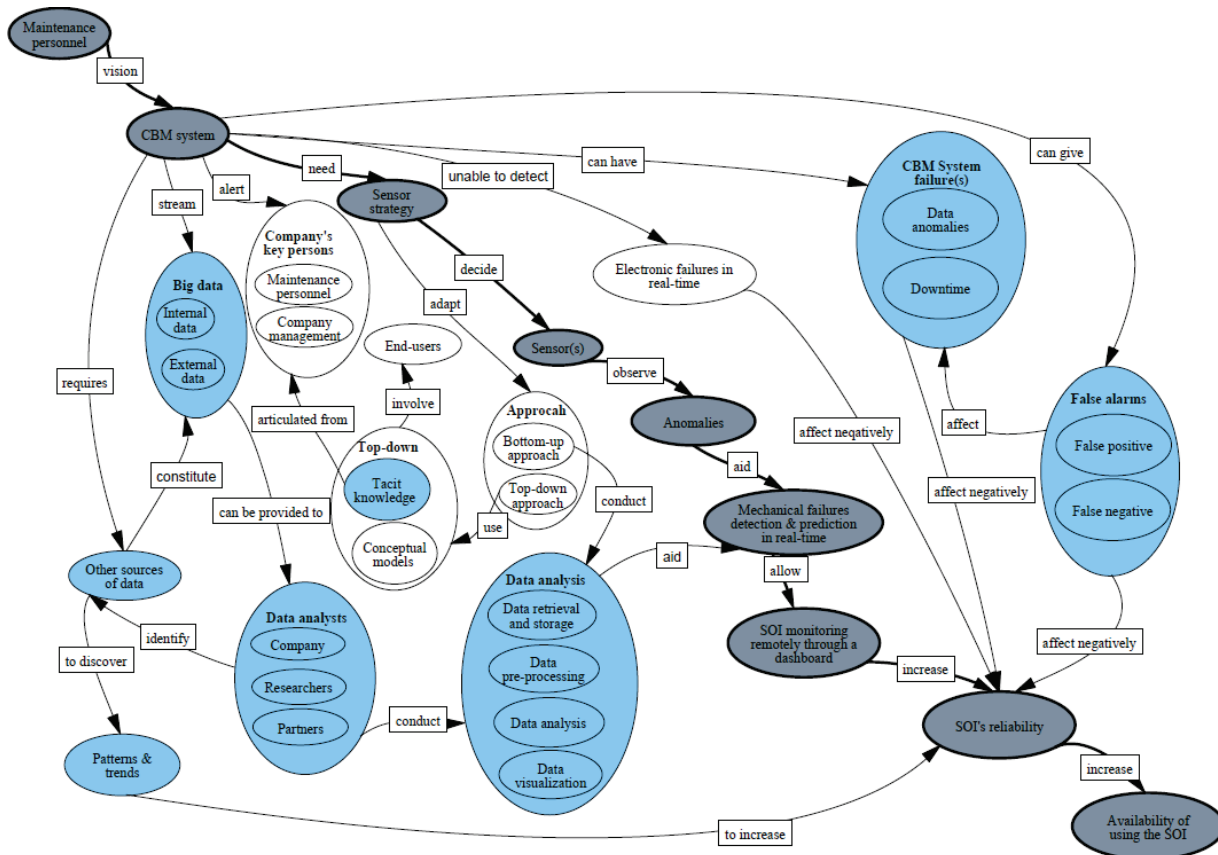 Maintenance
personnel
vision
CBM system
can give
can have
need
unable to detect
alert
stream
CBM System
failure(s)
Data
anomalies
Downtime
Sensor
strategy
Company's
key persons
Maintenance
personnel
Company
management
Big data
Internal
data
External
data
decide
adapt
Electronic failures in
real-time
End-users
Sensor(s)
observe
requires
articulated from
involve
Approcah
Bottom-up
approach
Top-down
approach
Anomalies
affect neqatively
affect
False alarms
False positive
False negative
Top-down
Tacit
knowledge
Conceptual
models
constitute
aid
conduct
affect negatively
can be provided to
use
Mechanical failures
detection & prediction
in real-time
Other sources
of data
aid
allow
Data analysis
Data retrieval
and storage
Data
pre-processing
Data analysis
Data
visualization
Data analysts
Company
Researchers
Partners
identify
SOI monitoring
remotely through a
dashboard
affect negatively
to discover
increase
conduct
SOI's reliability
Patterns &
trends
increase
to increase
Availability of
using the SOI